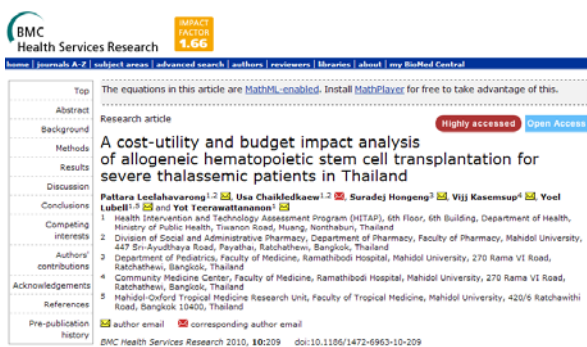 BMC
Health Services Research
IMPACT
FACTOR
1.66
home | journals A-Z | subject areas | advanced search | authors | reviewers | libraries | about | my BioMed Central
Top
Abstract
Background
Methods
Results
Discussion
Conclusions
Competing
interests
Authors'
contributions
Acknowledgements
References
Pre-publication
history
The equations in this article are MathML-enabled. Install MathPlayer for free to take advantage of this.
Research article
Highly accessed
Open Access
A cost-utility and budget impact analysis
of allogeneic hematopoietic stem cell transplantation for
severe thalassemic patients in Thailand
Pattara Leelahavarong1,2, Usa Chaikledkaew1,2, Suradej Hongeng3, Vijj Kasemsup4, Yoel
Lubell1,5 and Yot Teerawattananon1
1 Health Intervention and Technology Assessment Program (HITAP), 6th Floor, 6th Building, Department of Health,
Ministry of Public Health, Tiwanon Road, Muang, Nonthaburi, Thailand
2 Division of Social and Administrative Pharmacy, Department of Pharmacy, Faculty of Pharmacy, Mahidol University,
447 Sri-Ayudthaya Road, Payathai, Ratchathewi, Bangkok, Thailand
3 Department of Pediatrics, Faculty of Medicine, Ramathibodi Hospital, Mahidol University, 270 Rama VI Road,
Ratchathewi, Bangkok, Thailand
4 Community Medicine Center, Faculty of Medicine, Ramathibodi Hospital, Mahidol University, 270 Rama VI Road,
Ratchathewi, Bangkok, Thailand
5 Mahidol-Oxford Tropical Medicine Research Unit, Faculty of Tropical Medicine, Mahidol University, 420/6 Ratchawithi
Road, Bangkok 10400, Thailand
author email corresponding author email
BMC Health Services Research 2010, 10:209 doi:10.1186/1472-6963-10-209